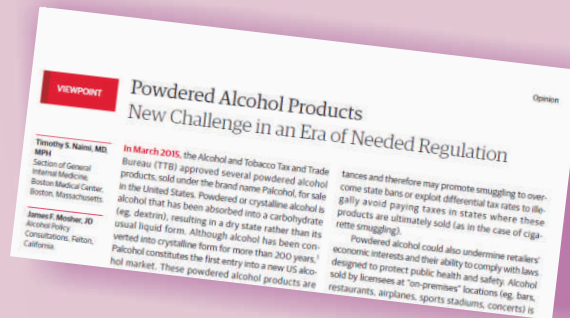 Opinion
VIEWPOINT
Powdered Alcohol Products
New Challenge in an Era of Needed Regulation
Timothy S. Naimi, MD,
MPH
Section of General
Internal Medicine,
Boston Medical Center,
Boston, Massachusetts.
James F. Mosher, JD
Alcohol Policy
Consultations, Felton,
California.
In March 2015, the Alcohol and Tobacco Tax and Trade
Bureau (TTB) approved several powdered alcohol
products, sold under the brand name Palcohol, for sale
in the United States. Powdered or crystalline alcohol is
alcohol that has been absorbed into a carbohydrate
(eg, dextrin), resulting in a dry state rather than its
usual liquid form. Although alcohol has been con-
verted into crystalline form for more than 200 years,¹
Palcohol constitutes the first entry into a new US alco-
hol market. These powdered alcohol products are
tances and therefore may promote smuggling to over-
come state bans or exploit differential tax rates to ille-
gally avoid paying taxes in states where these
products are ultimately sold (as in the case of ciga-
rette smuggling).
Powdered alcohol could also undermine retailers'
economic interests and their ability to comply with laws
designed to protect public health and safety. Alcohol
sold by licensees at "on-premises" locations (eg, bars,
restaurants, airplanes, sports stadiums, concerts) is